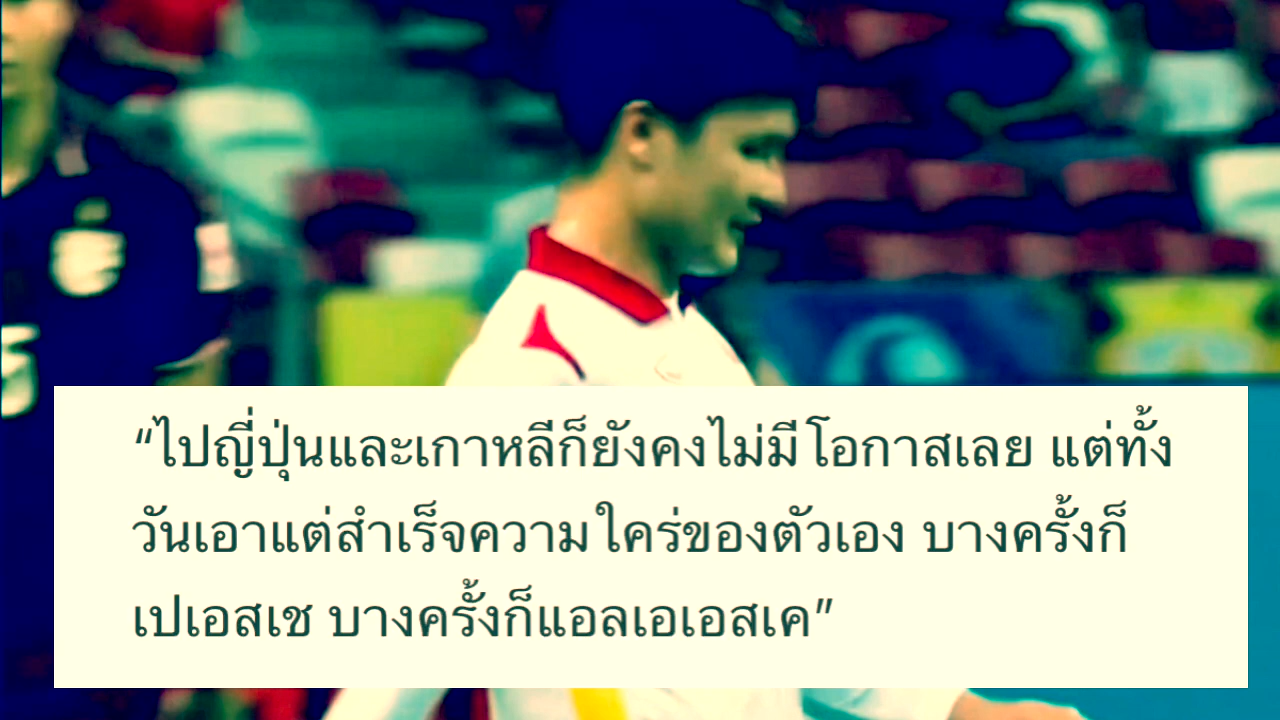 “ไปญี่ปุ่นและเกาหลีก็ยังคงไม่มีโอกาสเลย แต่ทั้ง
วันเอาแต่สำเร็จความใคร่ของตัวเอง บางครั้งก็
เปเอสเช บางครั้งก็แอลเอเอสเค”